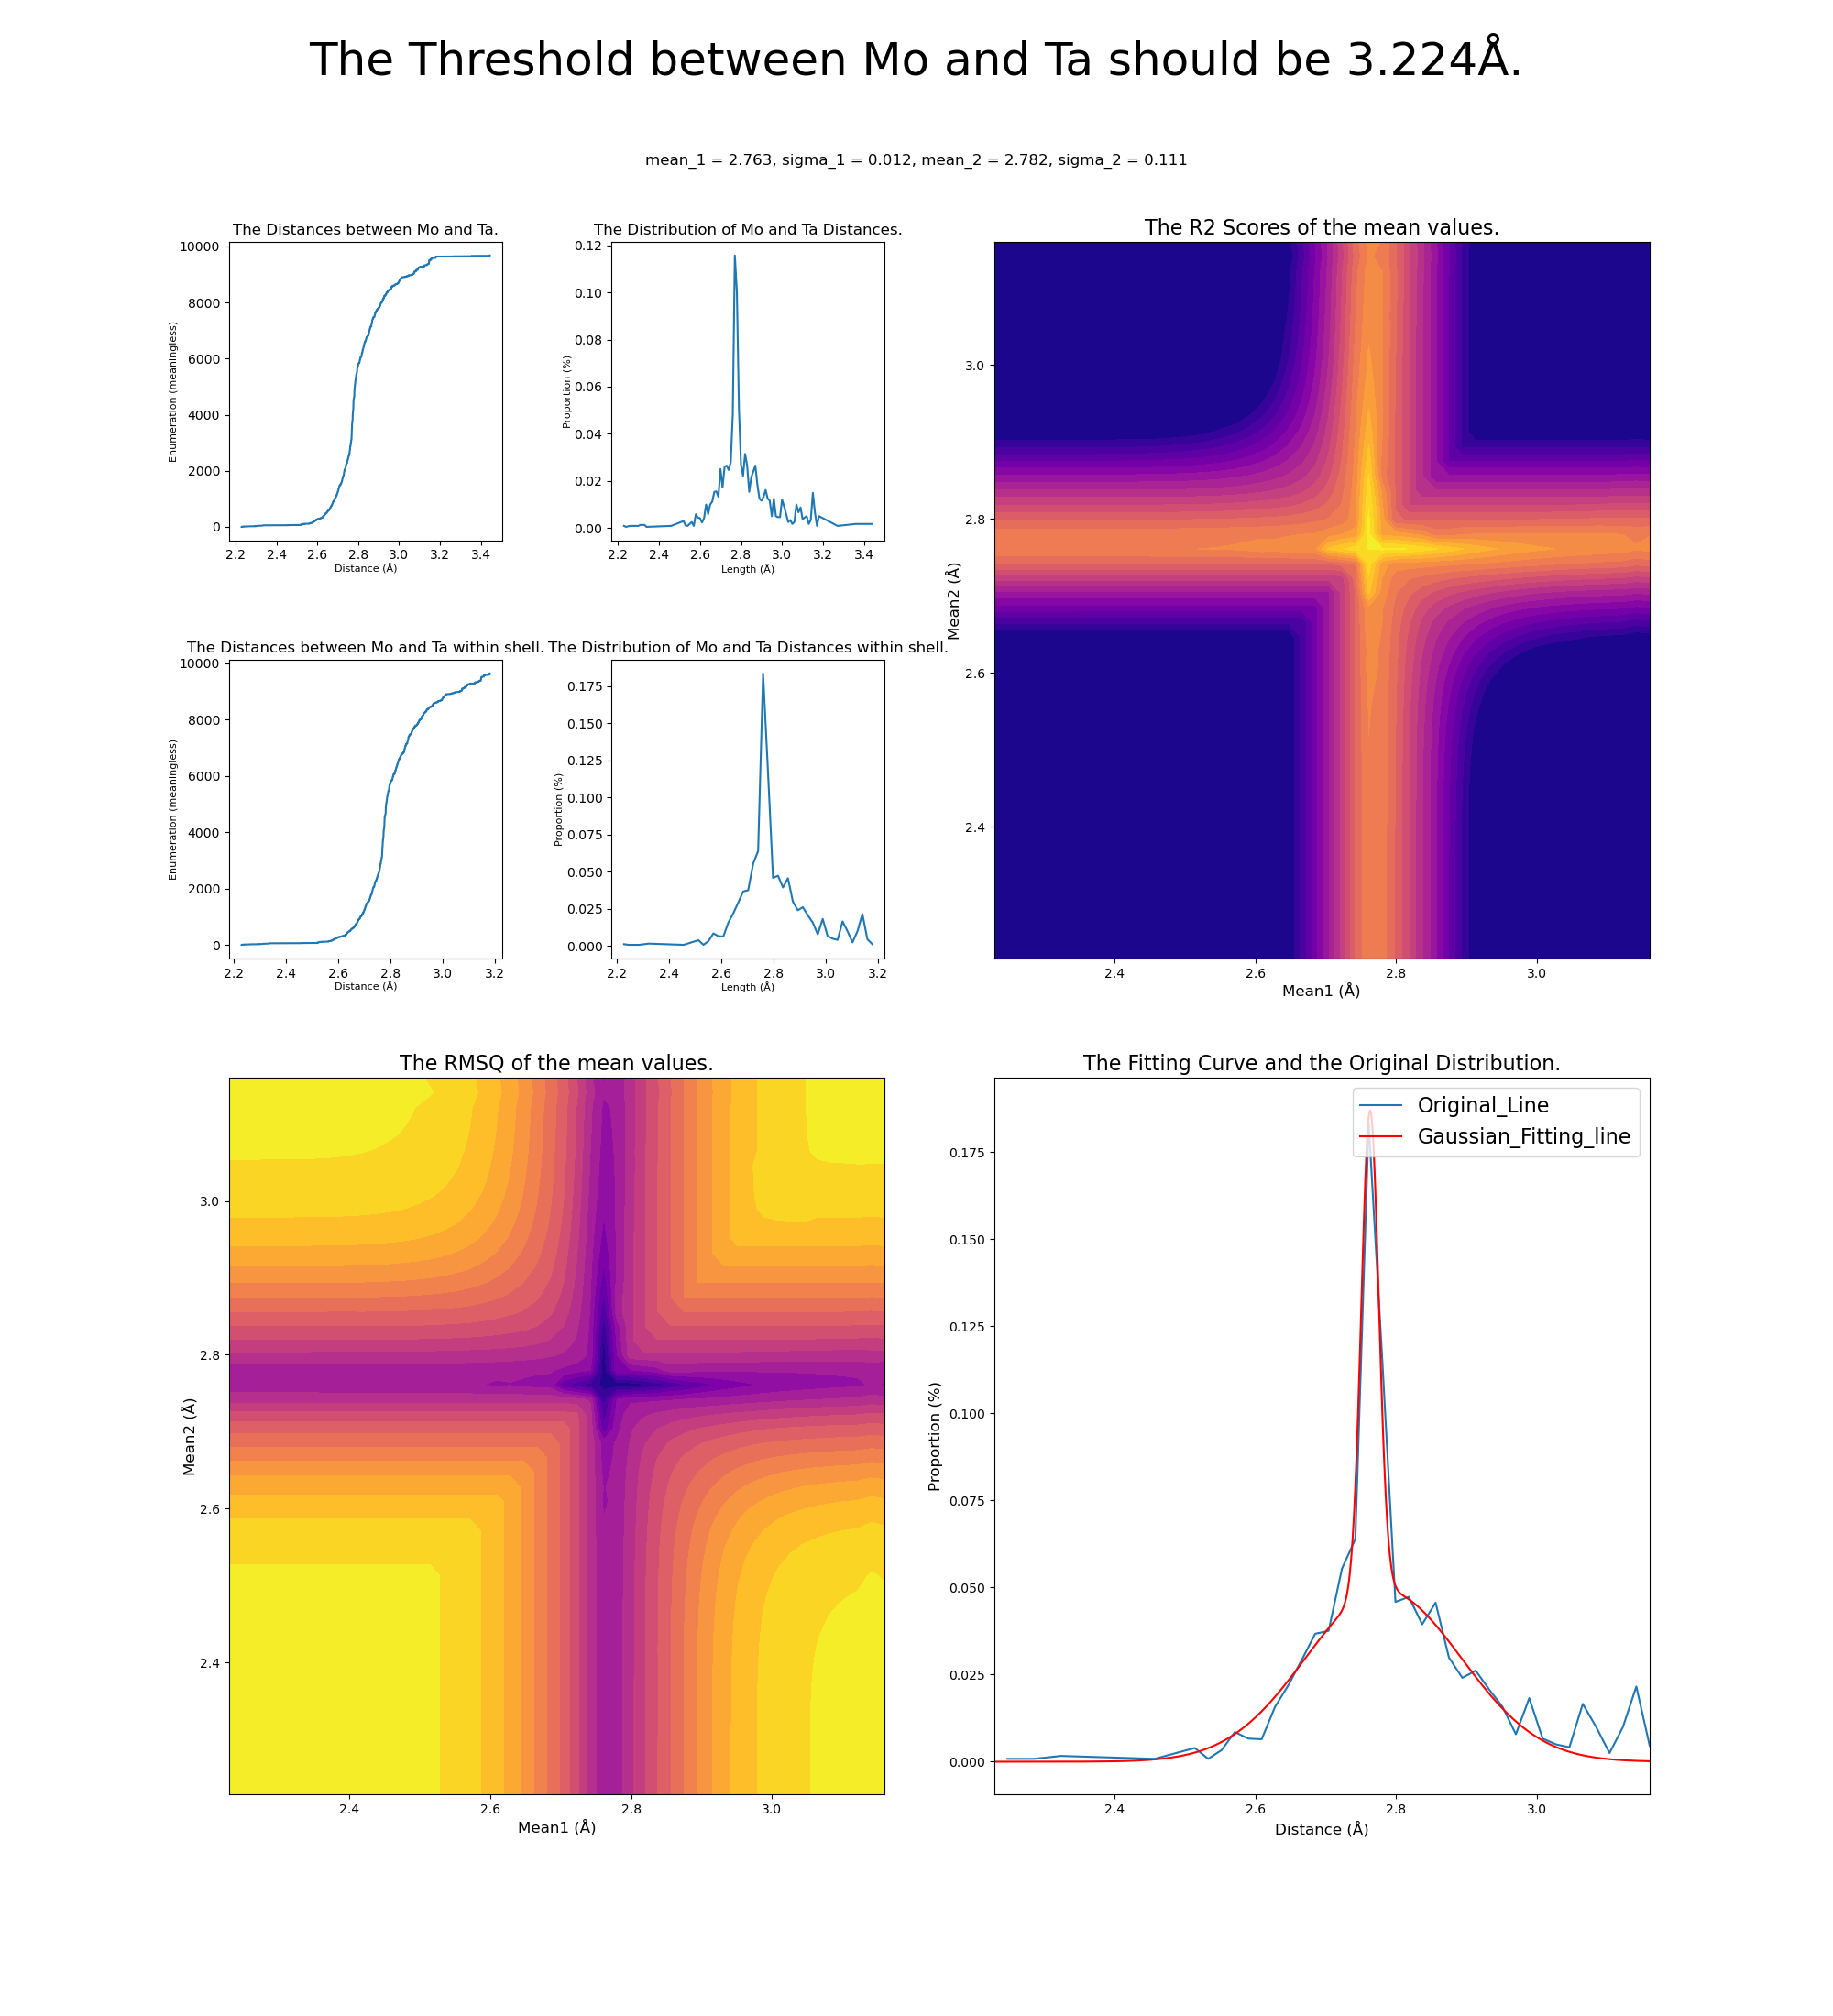 The Threshold between Mo and Ta should be 3.224Å.
mean_1 = 2.763, sigma_1 = 0.012, mean_2 = 2.782, sigma_2 = 0.111
The Distances between Mo and Ta.
10000
8000
6000
4000
2000
0
Enumeration (meaningless)
2.2 2.4 2.6 2.8 3.0 3.2 3.4
Distance (Å)
The Distribution of Mo and Ta Distances.
0.12
0.10
0.08
0.06
0.04
0.02
0.00
Proportion (%)
2.2 2.4 2.6 2.8 3.0 3.2 3.4
Length (Å)
The R2 Scores of the mean values.
3.0
2.8
2.6
2.4
Mean2 (Å)
2.4 2.6 2.8 3.0
Mean1 (Å)
The Distances between Mo and Ta within shell.
10000
8000
6000
4000
2000
0
Enumeration (meaningless)
2.2 2.4 2.6 2.8 3.0 3.2
Distance (Å)
The Distribution of Mo and Ta Distances within shell.
0.175
0.150
0.125
0.100
0.075
0.050
0.025
0.000
Proportion (%)
2.2 2.4 2.6 2.8 3.0 3.2
Length (Å)
The RMSQ of the mean values.
3.0
2.8
2.6
2.4
Mean2 (Å)
2.4 2.6 2.8 3.0
Mean1 (Å)
The Fitting Curve and the Original Distribution.
Original_Line
Gaussian_Fitting_line
0.175
0.150
0.125
0.100
0.075
0.050
0.025
0.000
Proportion (%)
2.4 2.6 2.8 3.0
Distance (Å)